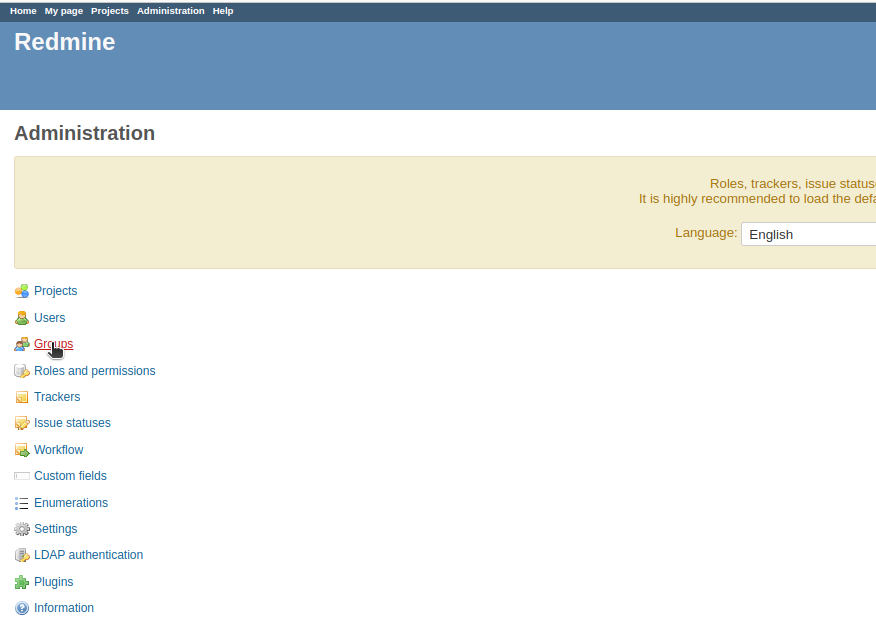 Home My page Projects Administration Help
Redmine
Administration
Roles, trackers, issue
It is highly recommended to load the
Language: English
Projects
Users
Groups
Roles and permissions
Trackers
Issue statuses
Workflow
Custom fields
Enumerations
Settings
LDAP authentication
Plugins
Information